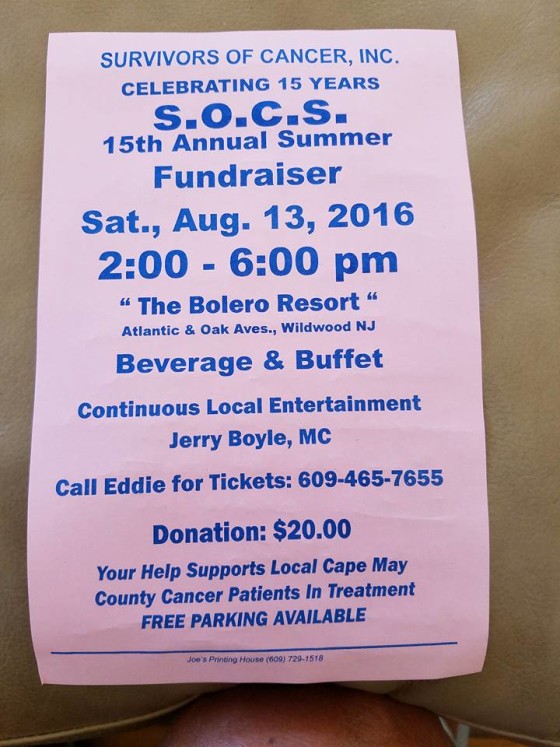 SURVIVORS OF CANCER, INC.
CELEBRATING 15 YEARS
S.O.C.S.
15th Annual Summer
Fundraiser
Sat., Aug. 13, 2016
2:00 - 6:00 pm
“ The Bolero Resort “
Atlantic & Oak Aves., Wildwood NJ
Beverage & Buffet
Continuous Local Entertainment
Jerry Boyle, MC
Call Eddie for Tickets: 609-465-7655
Donation: $20.00
Your Help Supports Local Cape May
County Cancer Patients In Treatment
FREE PARKING AVAILABLE
Joe's Printing House (609) 729-1518